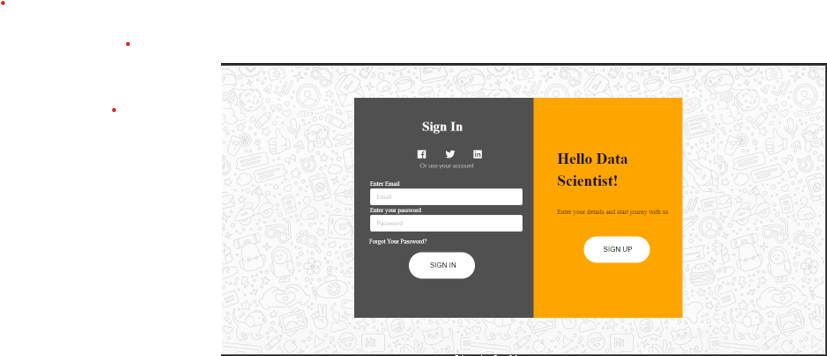 Sign In
Or use your account
Enter Email
Email
Enter your password
Password
Forgot Your Password?
SIGN IN
Hello Data
Scientist!
Enter your details and start journy with us
SIGN UP